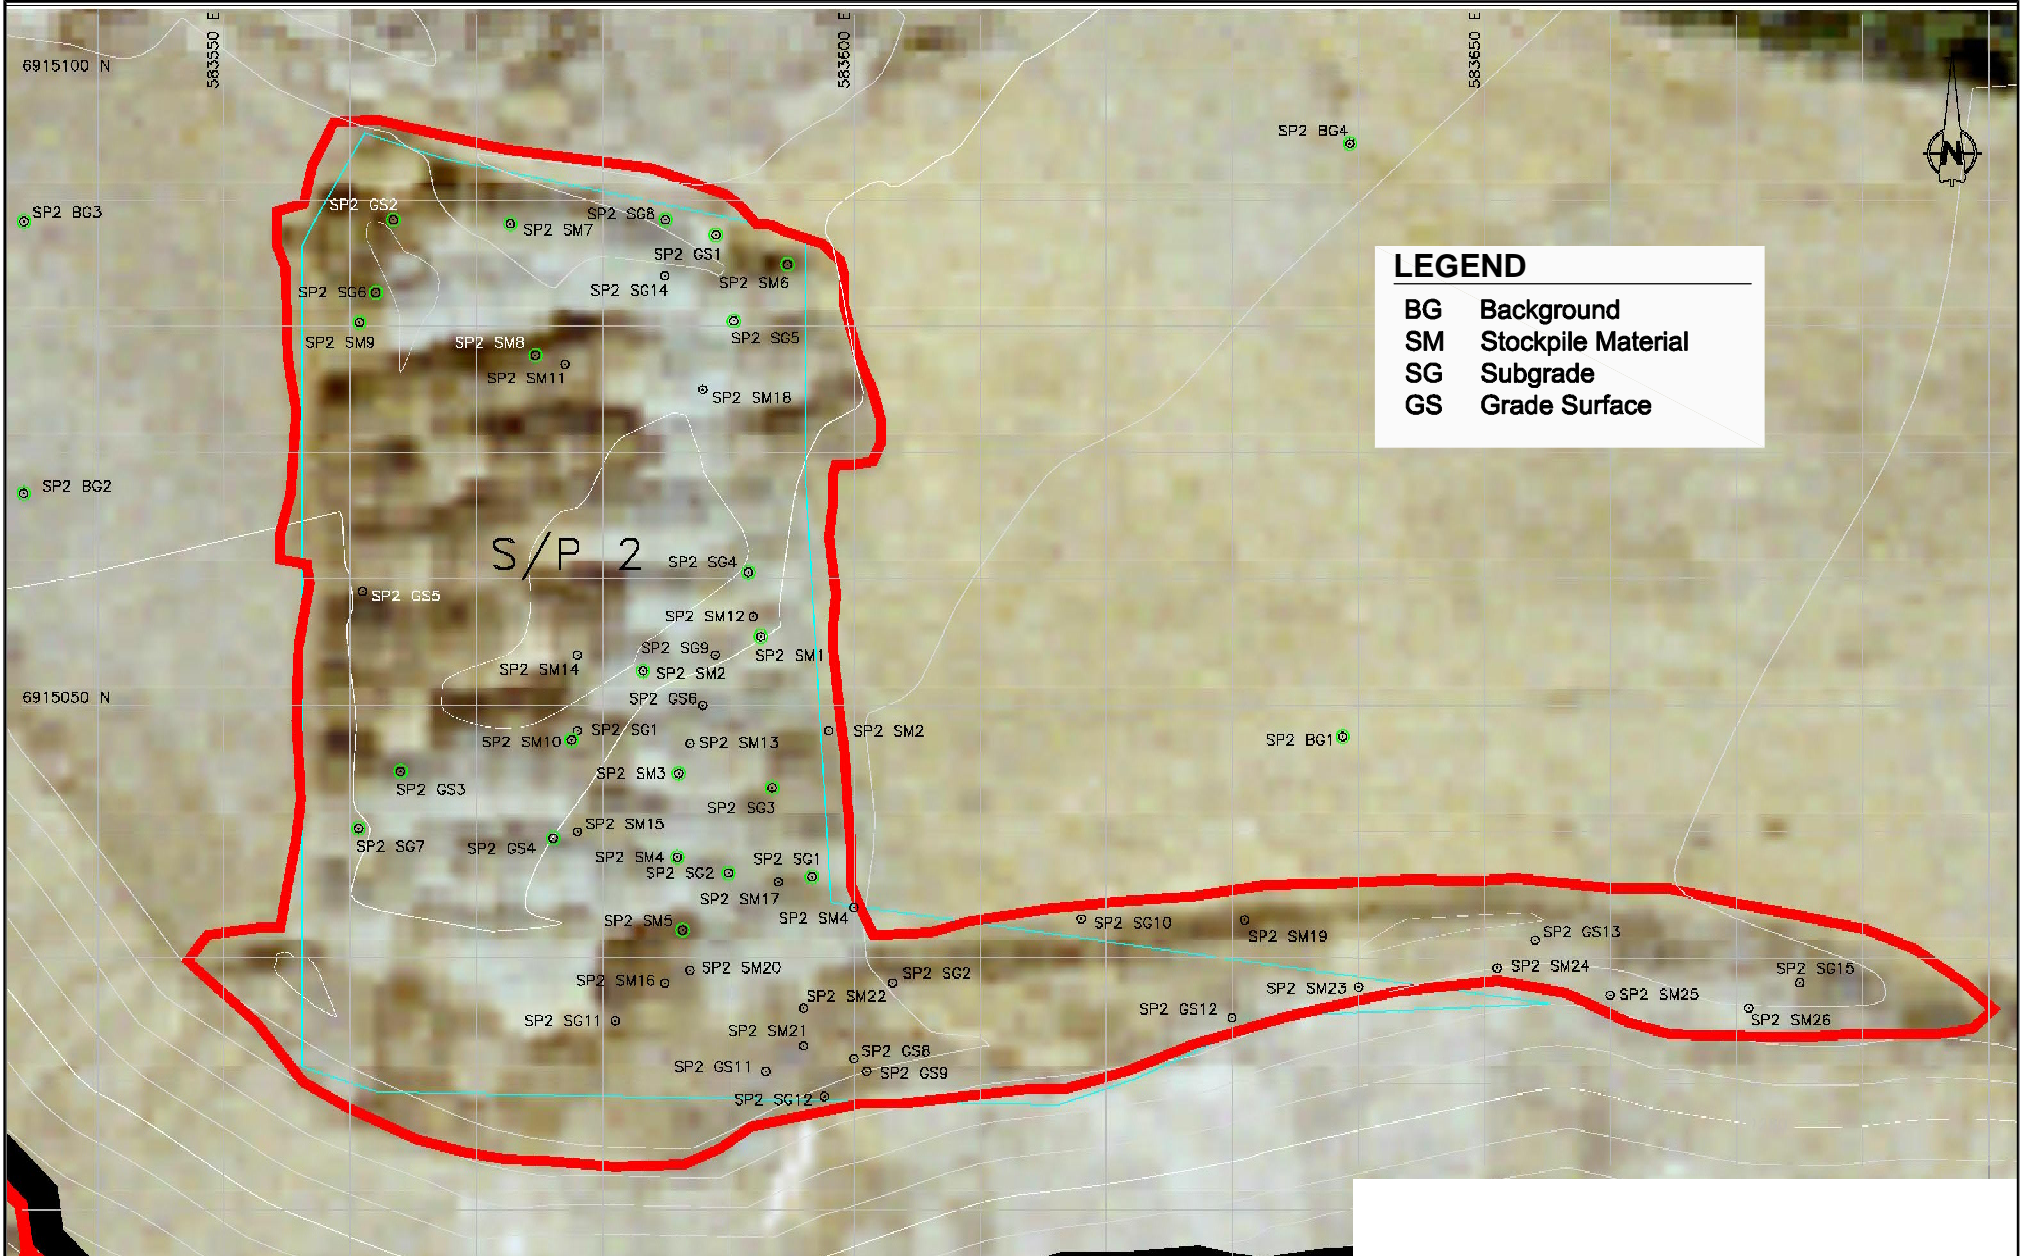 583550 E
583600 E
583650 E
6915100 N
SP2 BG4
N
SP2 GS2
SP2 BG3
SP2 SG8
SP2 SM7
SP2 GS1
SP2 SM6
SP2 SG14
SP2 SG6
SP2 SG5
SP2 SM9
SP2 SM8
SP2 SM11
SP2 SM18
LEGEND
BG Background
SM Stockpile Material
SG Subgrade
GS Grade Surface
SP2 BG2
S/P 2
SP2 SG4
SP2 GS5
SP2 SM12
SP2 SG9
SP2 SM1
SP2 SM14
SP2 SM2
6915050 N
SP2 GS6
SP2 SG1
SP2 SM2
SP2 SM10
SP2 SM13
SP2 BG1
SP2 SM3
SP2 GS3
SP2 SG3
SP2 SM15
SP2 SG7
SP2 GS4
SP2 SM4
SP2 SG1
SP2 SG2
SP2 SM17
SP2 SM4
SP2 SM5
SP2 SG10
SP2 SM19
SP2 GS13
SP2 SM20
SP2 SM24
SP2 SG15
SP2 SG2
SP2 SM16
SP2 SM23
SP2 SM25
SP2 SM22
SP2 GS12
SP2 SM26
SP2 SG11
SP2 SM21
SP2 GS8
SP2 GS11
SP2 GS9
SP2 SG12